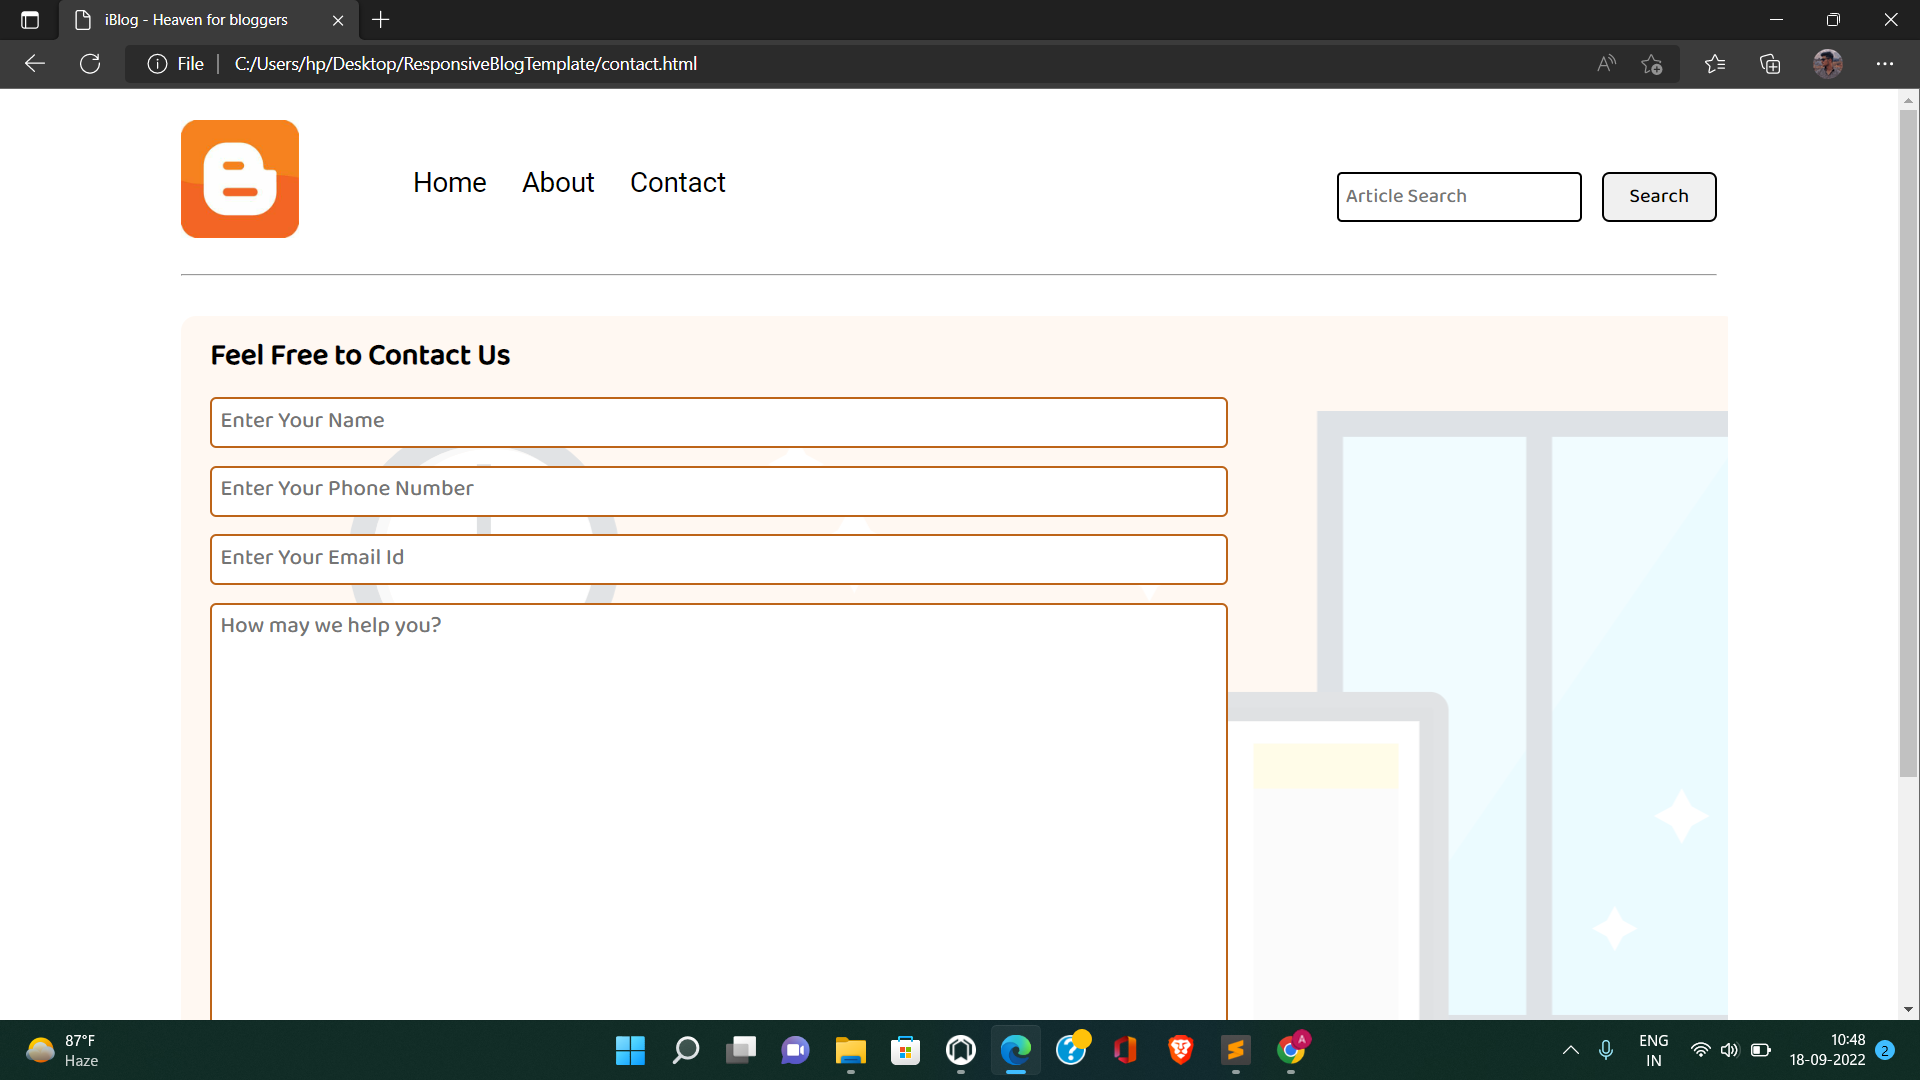 iBlog - Heaven for bloggers
File
C:/Users/hp/Desktop/ResponsiveBlogTemplate/contact.html
Home
About
Contact
Article Search
Search
Feel Free to Contact Us
Enter Your Name
Enter Your Phone Number
Enter Your Email Id
How may we help you?
87°F
Haze
A
ENG
IN
10:48
18-09-2022
2